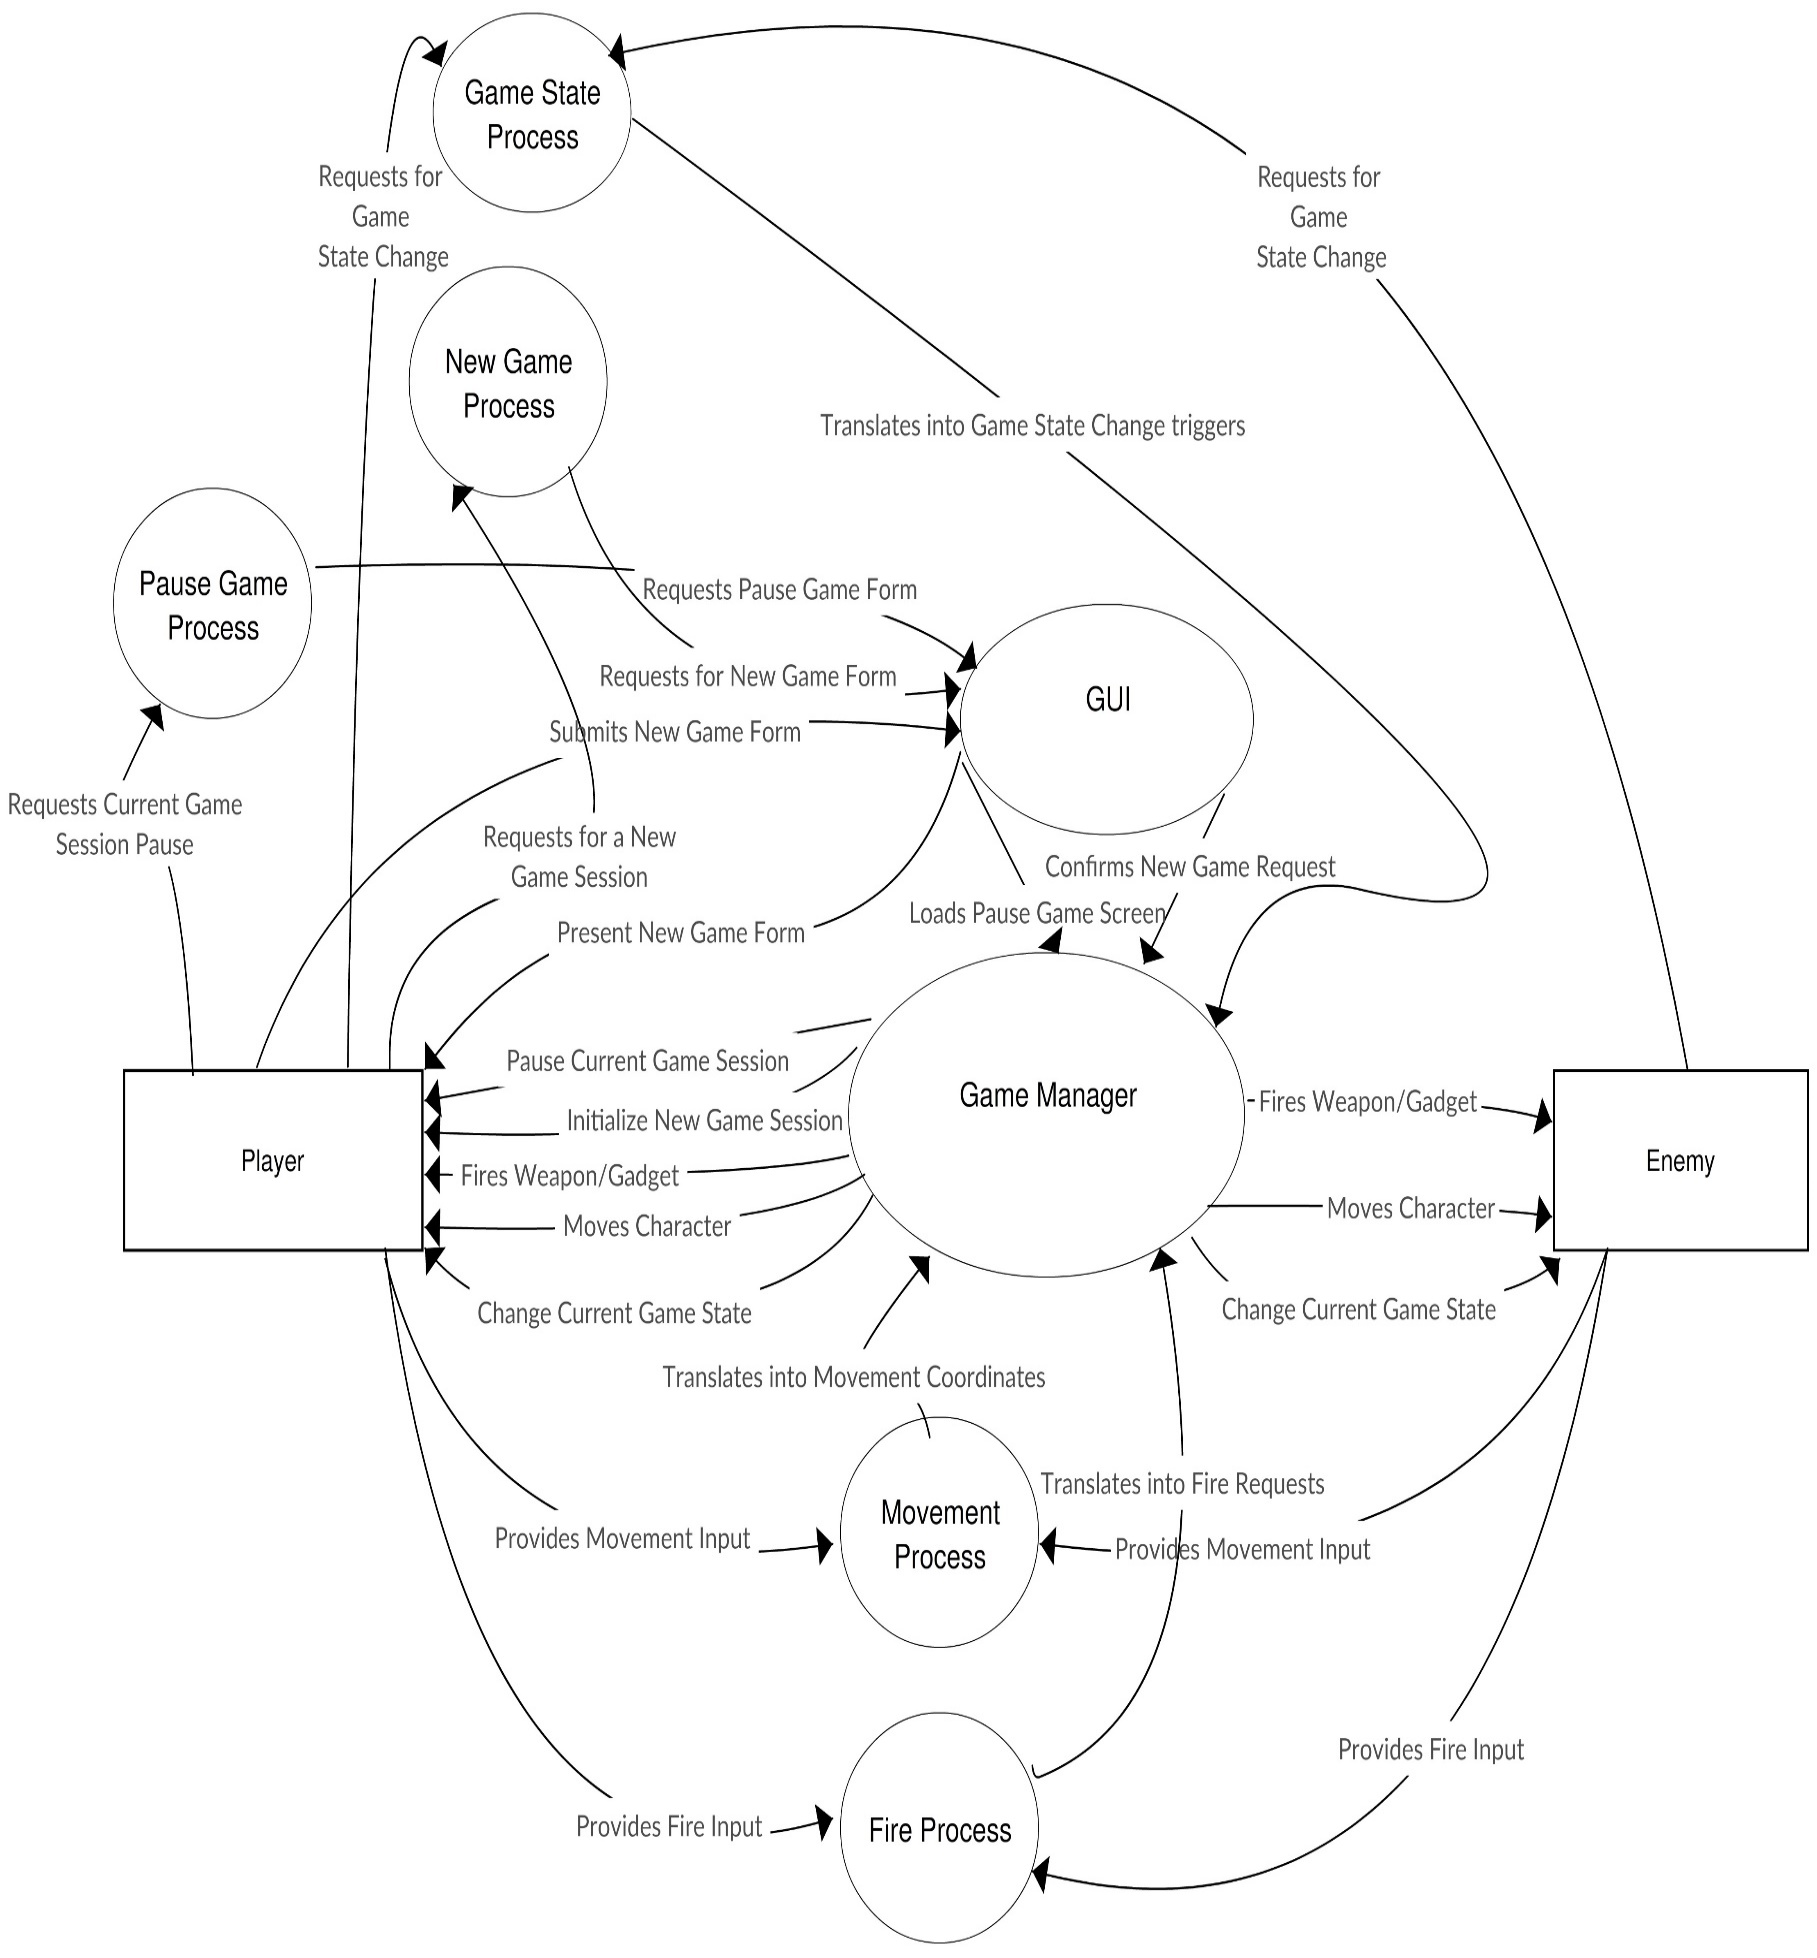 Game State
Process
Requests for
Game
State Change
Requests for
Game
State Change
New Game
Process
Translates into Game State Change triggers
Pause Game
Process
Requests Pause Game Form
Requests for New Game Form
GUI
Submits New Game Form
Requests Current Game
Session Pause
Requests for a New
Game Session
Confirms New Game Request
Loads Pause Game Screen
Present New Game Form
Pause Current Game Session
Game Manager
Fires Weapon/Gadget
Initialize New Game Session
Player
Enemy
Fires Weapon/Gadget
Moves Character
Moves Character
Change Current Game State
Change Current Game State
Translates into Movement Coordinates
Translates into Fire Requests
Movement
Process
Provides Movement Input
Provides Movement Input
Provides Fire Input
Provides Fire Input
Fire Process